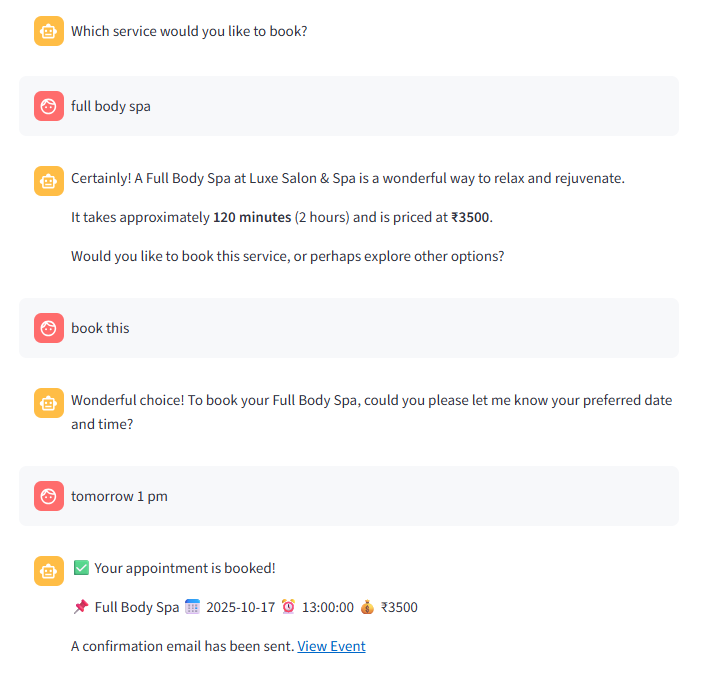 Which service would you like to book?
full body spa
Certainly! A Full Body Spa at Luxe Salon & Spa is a wonderful way to relax and rejuvenate.
It takes approximately 120 minutes (2 hours) and is priced at ₹3500.
Would you like to book this service, or perhaps explore other options?
book this
Wonderful choice! To book your Full Body Spa, could you please let me know your preferred date
and time?
tomorrow 1 pm
✅ Your appointment is booked!
📌 Full Body Spa 🗓️ 2025-10-17 ⏰ 13:00:00 💰 ₹3500
A confirmation email has been sent. View Event